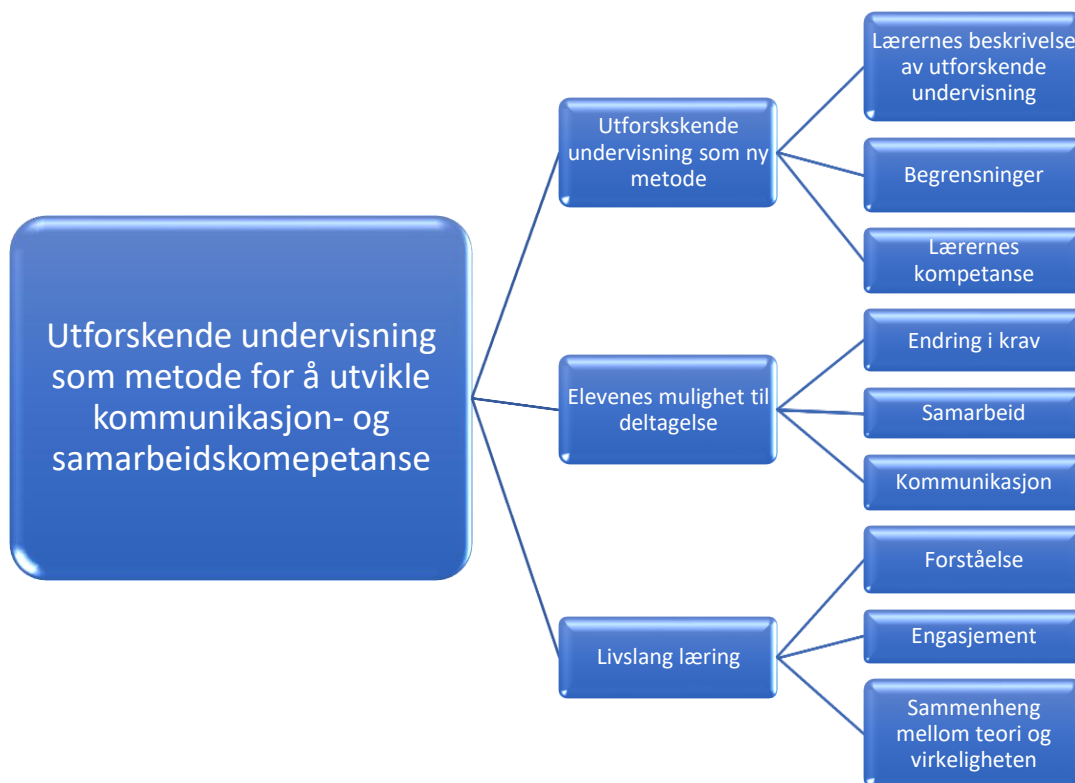 Utforskende undervisning
som metode for å utvikle
kommunikasjon- og
samarbeidskomepetanse
Utforskskende
undervisning som ny
metode
Lærernes beskrivelse
av utforskende
undervisning
Begrensninger
Lærernes
kompetanse
Elevenes mulighet til
deltagelse
Endring i krav
Samarbeid
Kommunikasjon
Livslang læring
Forståelse
Engasjement
Sammenheng
mellom teori og
virkeligheten